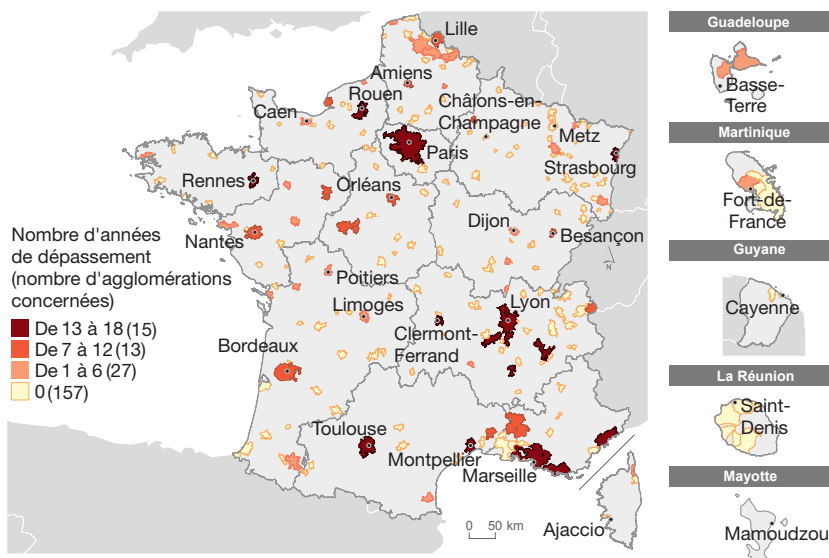 Lille
Amiens
Rouen
Caen
Châlons-en-
Champagne
Metz
Paris
Strasbourg
Rennes
Orléans
Nantes
Dijon
Besançon
N
Poitiers
Limoges
Lyon
Clermont-
Ferrand
Bordeaux
Toulouse
Montpellier
Marseille
Ajaccio
0 50 km
Nombre d'années
de dépassement
(nombre d'agglomérations
concernées)
De 13 à 18 (15)
De 7 à 12 (13)
De 1 à 6 (27)
0 (157)
Guadeloupe
Basse-
Terre
Martinique
Fort-de-
France
Guyane
Cayenne
La Réunion
Saint-
Denis
Mayotte
Mamoudzou